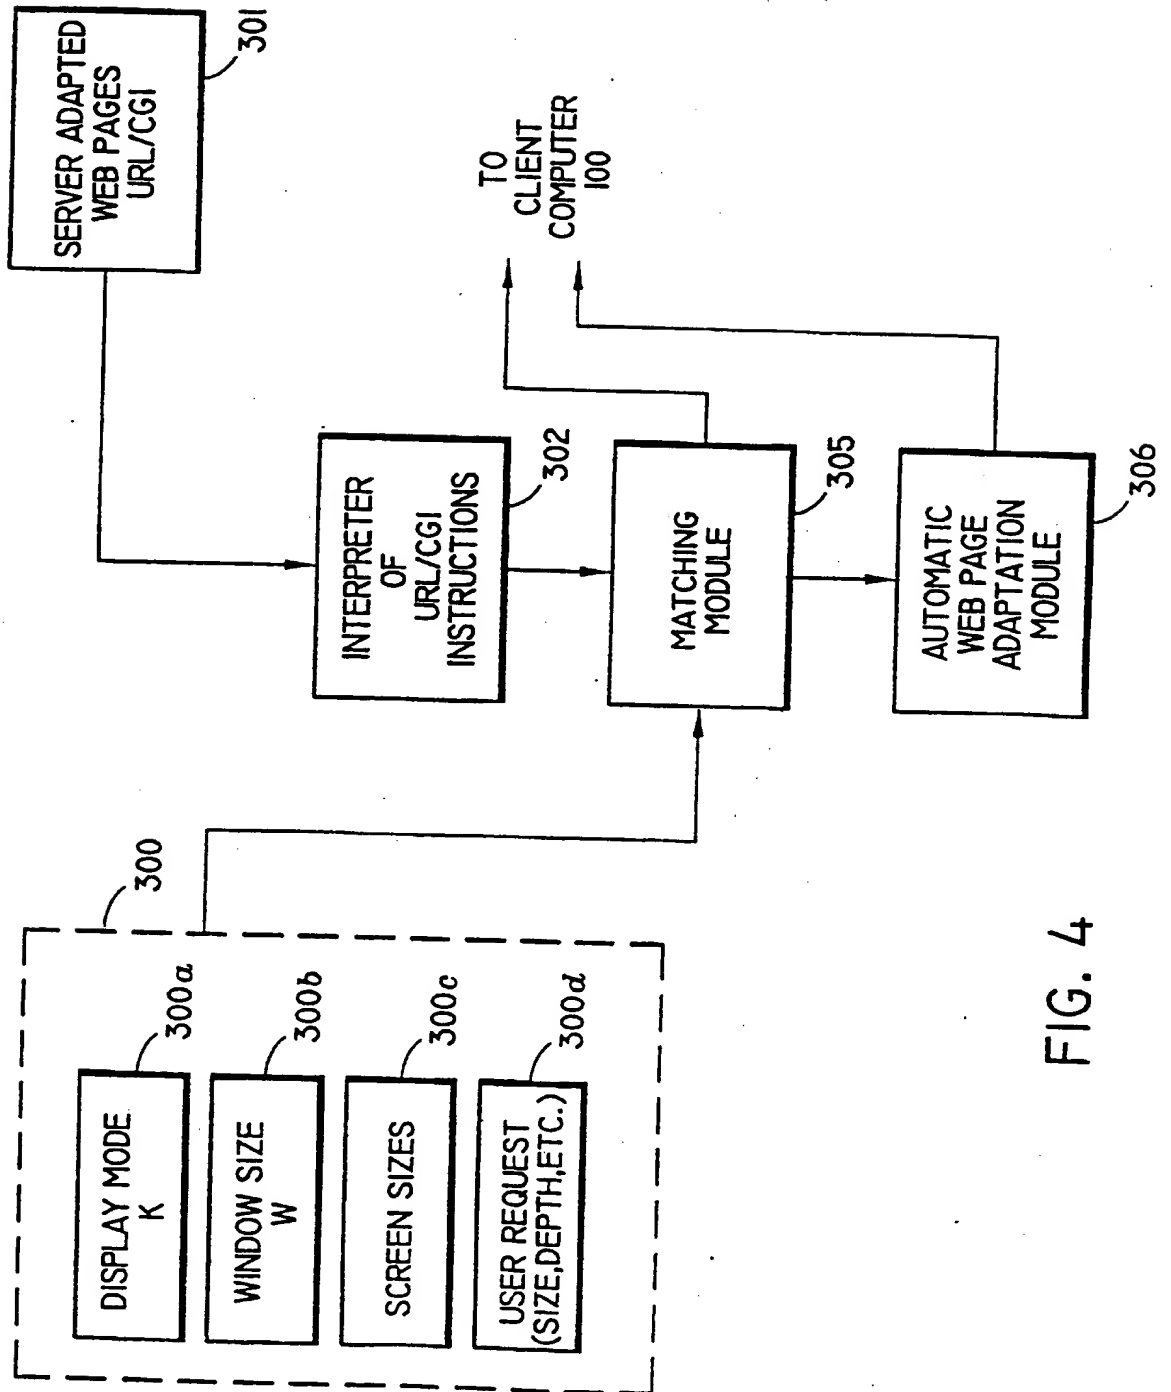 300
DISPLAY MODE
K
300a
WINDOW SIZE
W
300b
SCREEN SIZES
300c
USER REQUEST
(SIZE,DEPTH,ETC.)
300d
SERVER ADAPTED
WEB PAGES
URL/CGI
301
INTERPRETER
OF
URL/CGI
INSTRUCTIONS
302
MATCHING
MODULE
305
AUTOMATIC
WEB PAGE
ADAPTATION
MODULE
306
TO
CLIENT
COMPUTER
100
FIG. 4